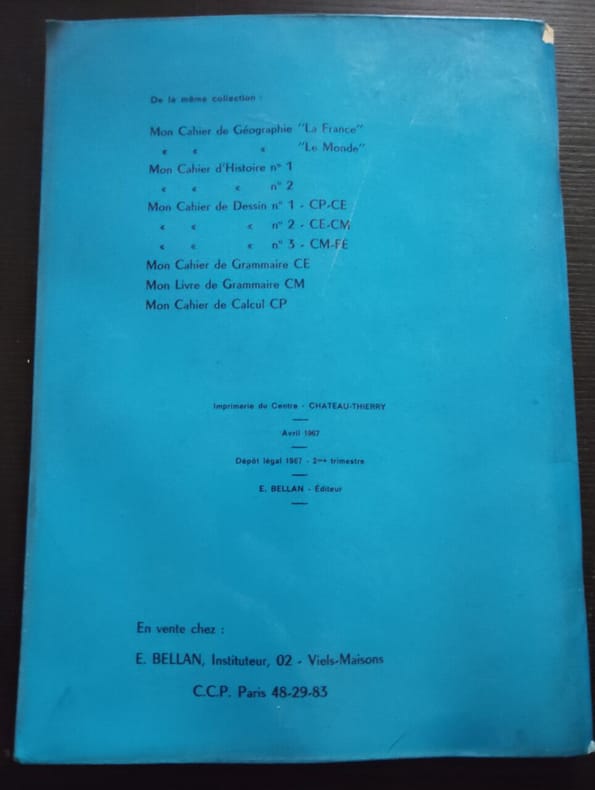 De la même collection :
Mon Cahier de Géographie "La France"
« « « "Le Monde"
Mon Cahier d'Histoire n° 1
« « « n° 2
Mon Cahier de Dessin n° 1 - CP-CE
« « « n° 2 - CE-CM
« « « n° 3 - CM-FE
Mon Cahier de Grammaire CE
Mon Livre de Grammaire CM
Mon Cahier de Calcul CP
Imprimerie du Centre - CHATEAU-THIERRY
Avril 1967
Dépôt légal 1967 - 2me trimestre
E. BELLAN - Éditeur
En vente chez :
E. BELLAN, Instituteur, 02 - Viels-Maisons
C.C.P. Paris 48-29-83